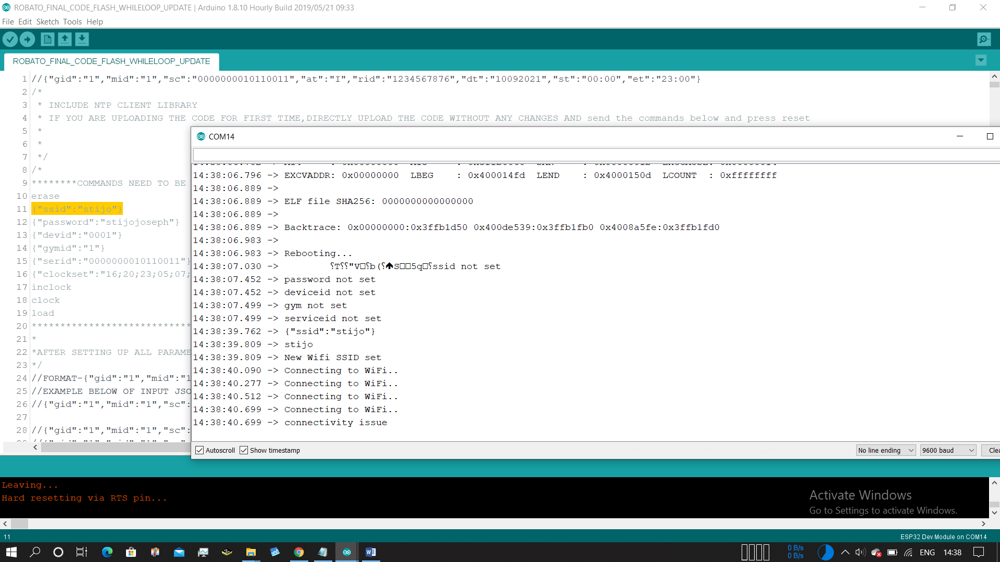 ROBATO_FINAL_CODE_FLASH_WHILELOOP_UPDATE | Arduino 1.8.10 Hourly Build 2019/05/21 09:33
File Edit Sketch Tools Help
ROBATO_FINAL_CODE_FLASH_WHILELOOP_UPDATE
1 //{"gid":"1","mid":"1","sc":"0000000010110011","at":"I","rid":"1234567876","dt":"10092021","st":"00:00","et":"23:00"}
2 /*
3 * INCLUDE NTP CLIENT LIBRARY
4 * IF YOU ARE UPLOADING THE CODE FOR FIRST TIME,DIRECTLY UPLOAD THE CODE WITHOUT ANY CHANGES AND send the commands below and press reset
5 *
6 *
7 */
8 /*
9 ********COMMANDS NEED TO BE
10 erase
11 {"ssid":"stijo"}
12 {"password":"stijojoseph"}
13 {"devid":"0001"}
14 {"gymid":"1"}
15 {"serid":"0000000010110011"}
16 {"clockset":"16;20;23;05;07;
17 inclock
18 clock
19 load
20 ****************************
21 *
22 *AFTER SETTING UP ALL PARAME
23 */
24 //FORMAT-{"gid":"1","mid":"1
25 //EXAMPLE BELOW OF INPUT JSO
26 //{"gid":"1","mid":"1","sc":
27
28 //{"gid":"1","mid":"1","sc":
COM14
14:38:06.796 -> EXCVADDR: 0x00000000 LBEG : 0x400014fd LEND : 0x4000150d LCOUNT : 0xffffffff
14:38:06.889 ->
14:38:06.889 -> ELF file SHA256: 0000000000000000
14:38:06.889 ->
14:38:06.889 -> Backtrace: 0x00000000:0x3ffb1d50 0x400de539:0x3ffb1fb0 0x4008a5fe:0x3ffb1fd0
14:38:06.983 ->
14:38:06.983 -> Rebooting...
14:38:07.030 -> ⸮T⸮⸮"V□⸮b(⸮🡅S□□5q□⸮ssid not set
14:38:07.452 -> password not set
14:38:07.452 -> deviceid not set
14:38:07.499 -> gym not set
14:38:07.499 -> serviceid not set
14:38:39.762 -> {"ssid":"stijo"}
14:38:39.809 -> stijo
14:38:39.809 -> New Wifi SSID set
14:38:40.090 -> Connecting to WiFi..
14:38:40.277 -> Connecting to WiFi..
14:38:40.512 -> Connecting to WiFi..
14:38:40.699 -> Connecting to WiFi..
14:38:40.699 -> connectivity issue
Autoscroll Show timestamp No line ending 9600 baud Clea
Leaving...
Hard resetting via RTS pin...
Activate Windows
Go to Settings to activate Windows.
11 ESP32 Dev Module on COM14
0 B/s
0 B/s
ENG 14:38